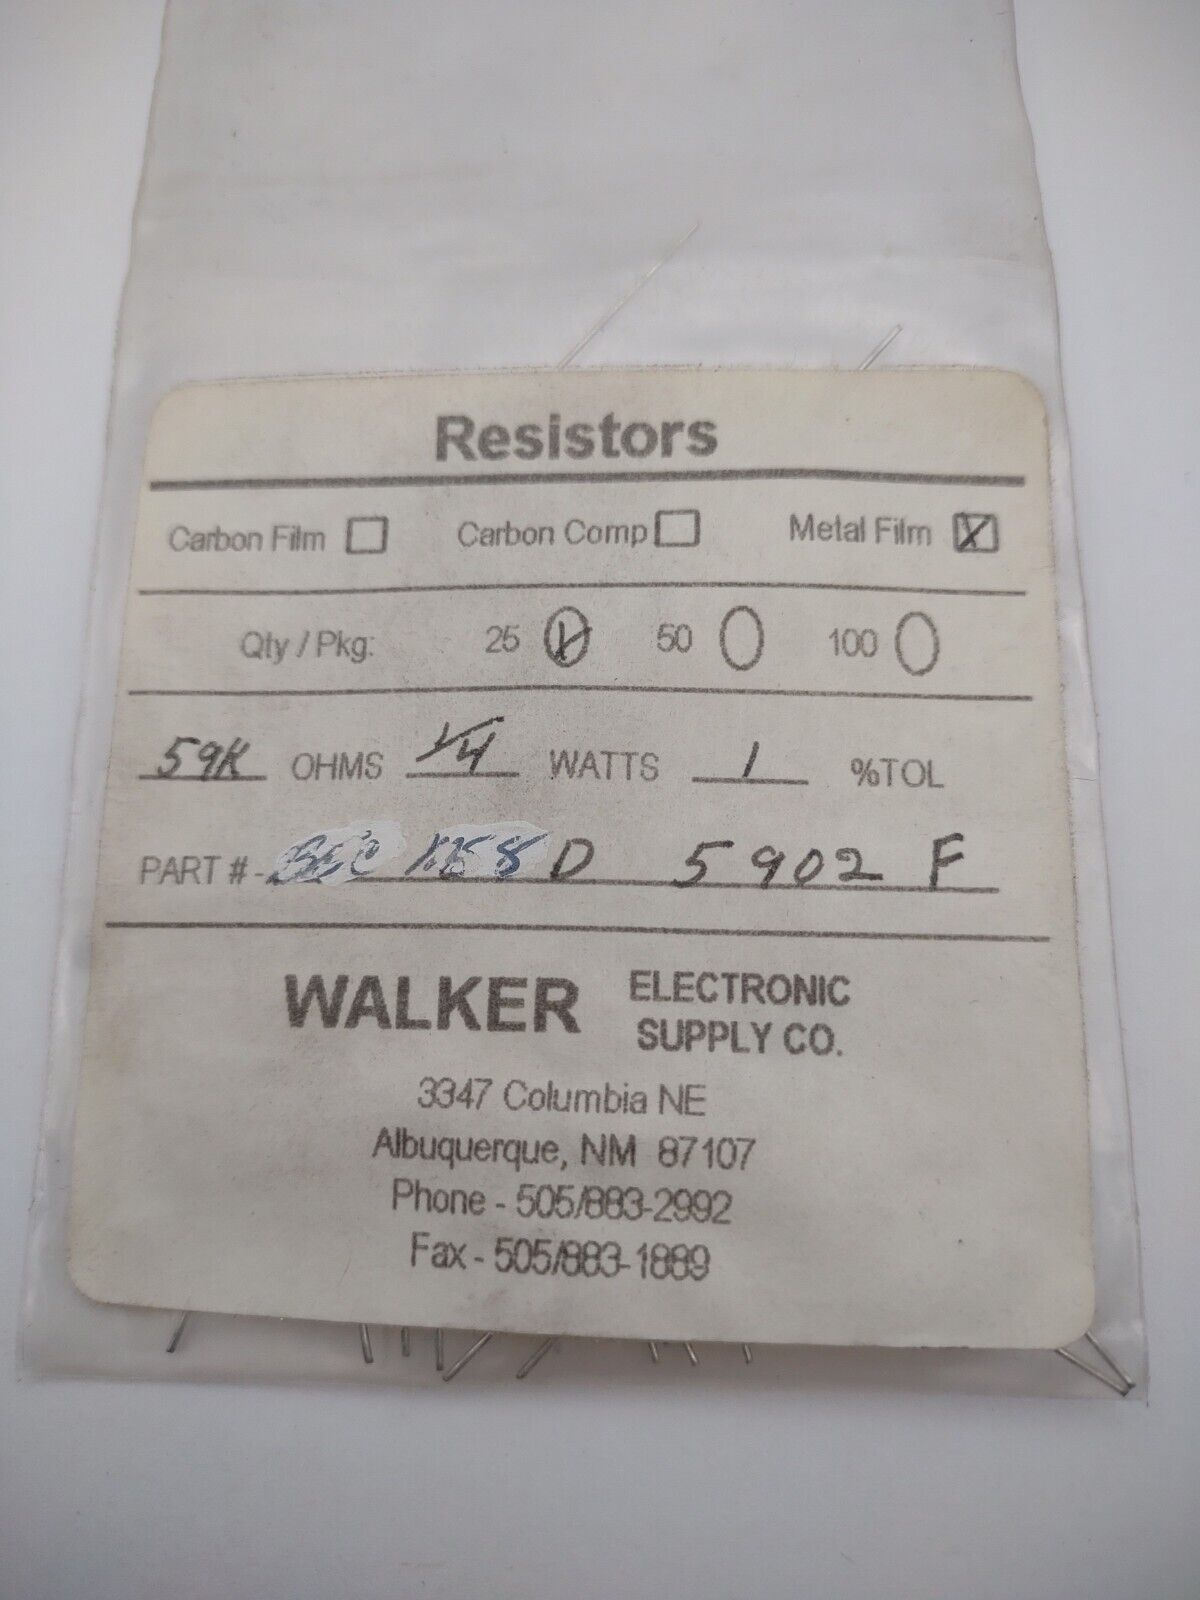 Resistors
Carbon Film Carbon Comp Metal Film X
Qty / Pkg: 25 50 100
59K OHMS 1/4 WATTS 1 %TOL
PART # - D 5902 F
WALKER ELECTRONIC
SUPPLY CO.
3347 Columbia NE
Albuquerque, NM 87107
Phone - 505/883-2992
Fax - 505/883-1889